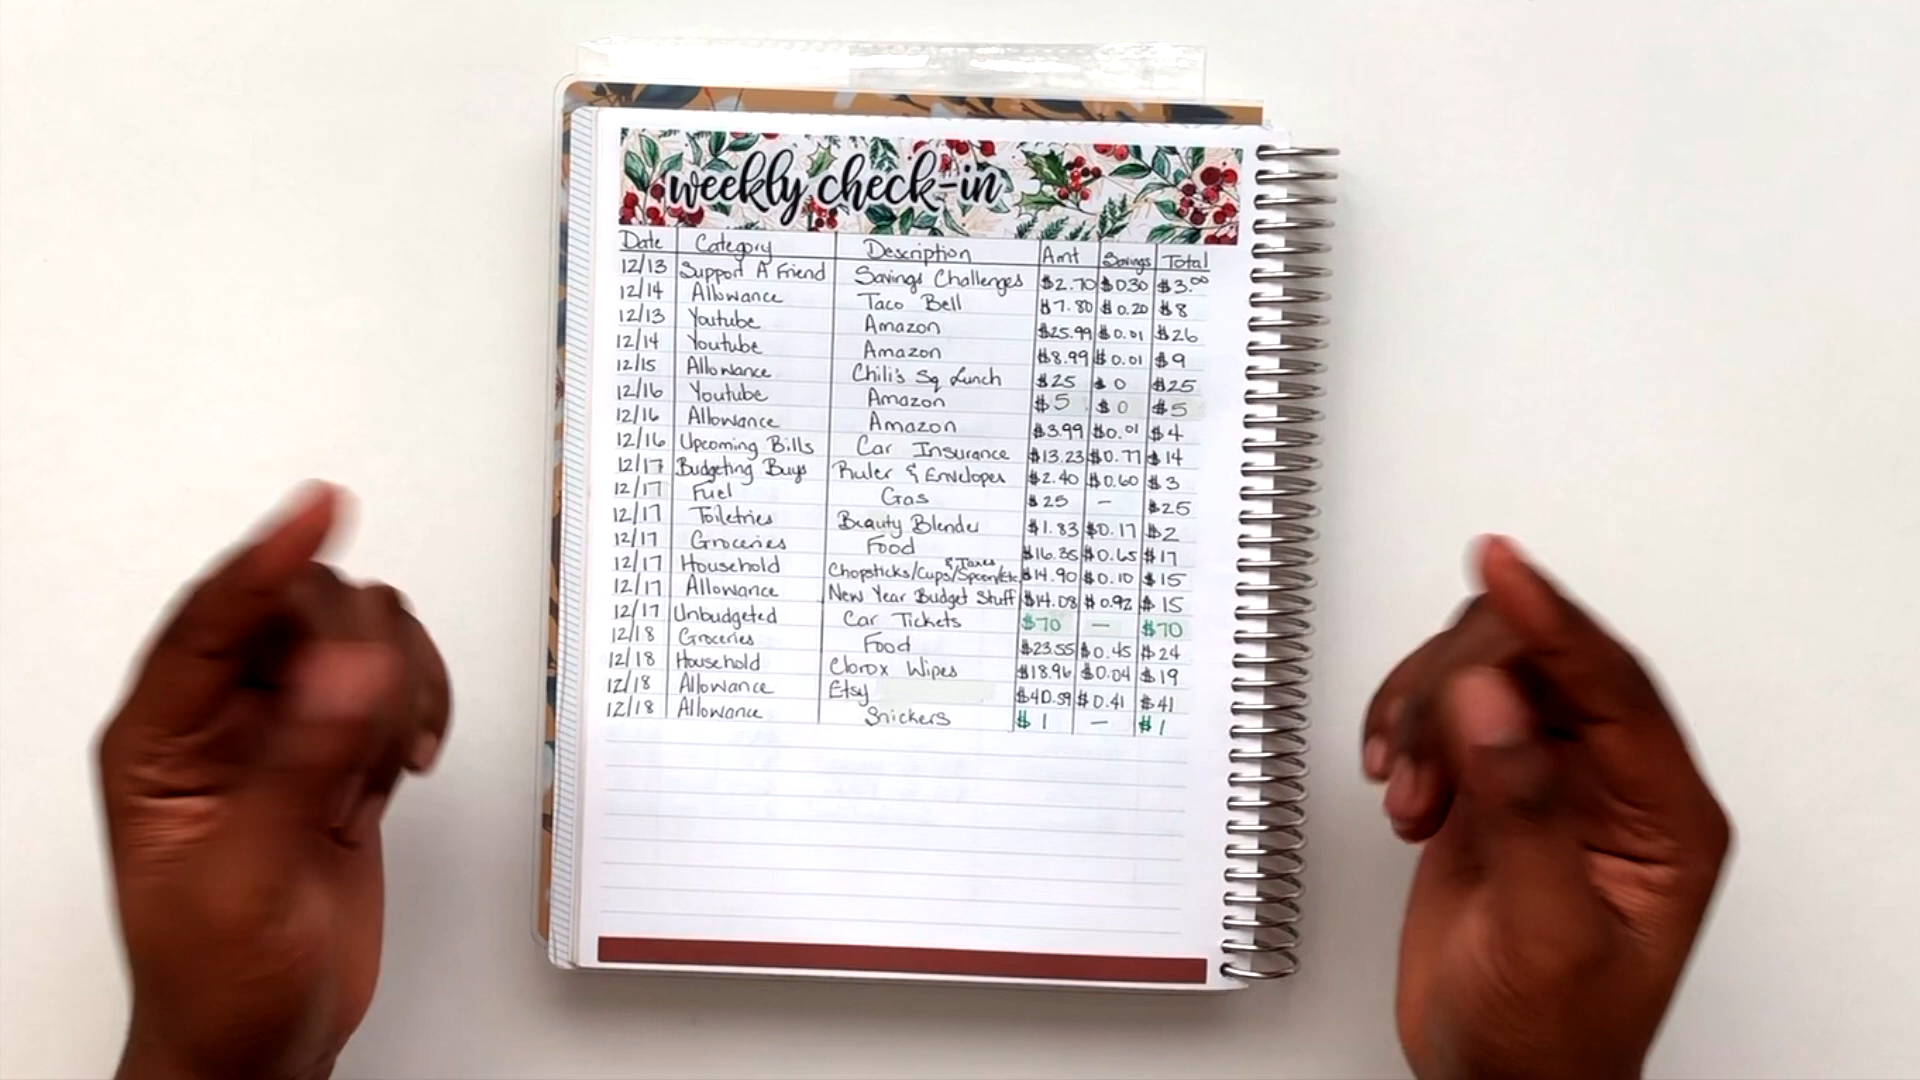 weekly check-in
Date Category Description Amt Savings Total
12/13 Support A Friend Savings Challenges $2.70 $0.30 $3.00
12/14 Allowance Taco Bell $7.80 $0.20 $8
12/13 Youtube Amazon $25.99 $0.01 $26
12/14 Youtube Amazon $8.99 $0.01 $9
12/15 Allowance Chili's Sq Lunch $25 $0 $25
12/16 Youtube Amazon $5 $0 $5
12/16 Allowance Amazon $3.99 $0.01 $4
12/16 Upcoming Bills Car Insurance $13.23 $0.77 $14
12/17 Budgeting Buys Ruler & Envelopes $2.40 $0.60 $3
12/17 Fuel Gas $25 — $25
12/17 Toiletries Beauty Blender $1.83 $0.17 $2
12/17 Groceries Food $16.35 $0.65 $17
12/17 Household Chopsticks/Cups/Spoon/Etc & Taxes $14.90 $0.10 $15
12/17 Allowance New Year Budget Stuff $14.08 $0.92 $15
12/17 Unbudgeted Car Tickets $70 — $70
12/18 Groceries Food $23.55 $0.45 $24
12/18 Household Clorox Wipes $18.96 $0.04 $19
12/18 Allowance Etsy $40.59 $0.41 $41
12/18 Allowance Snickers $1 — $1